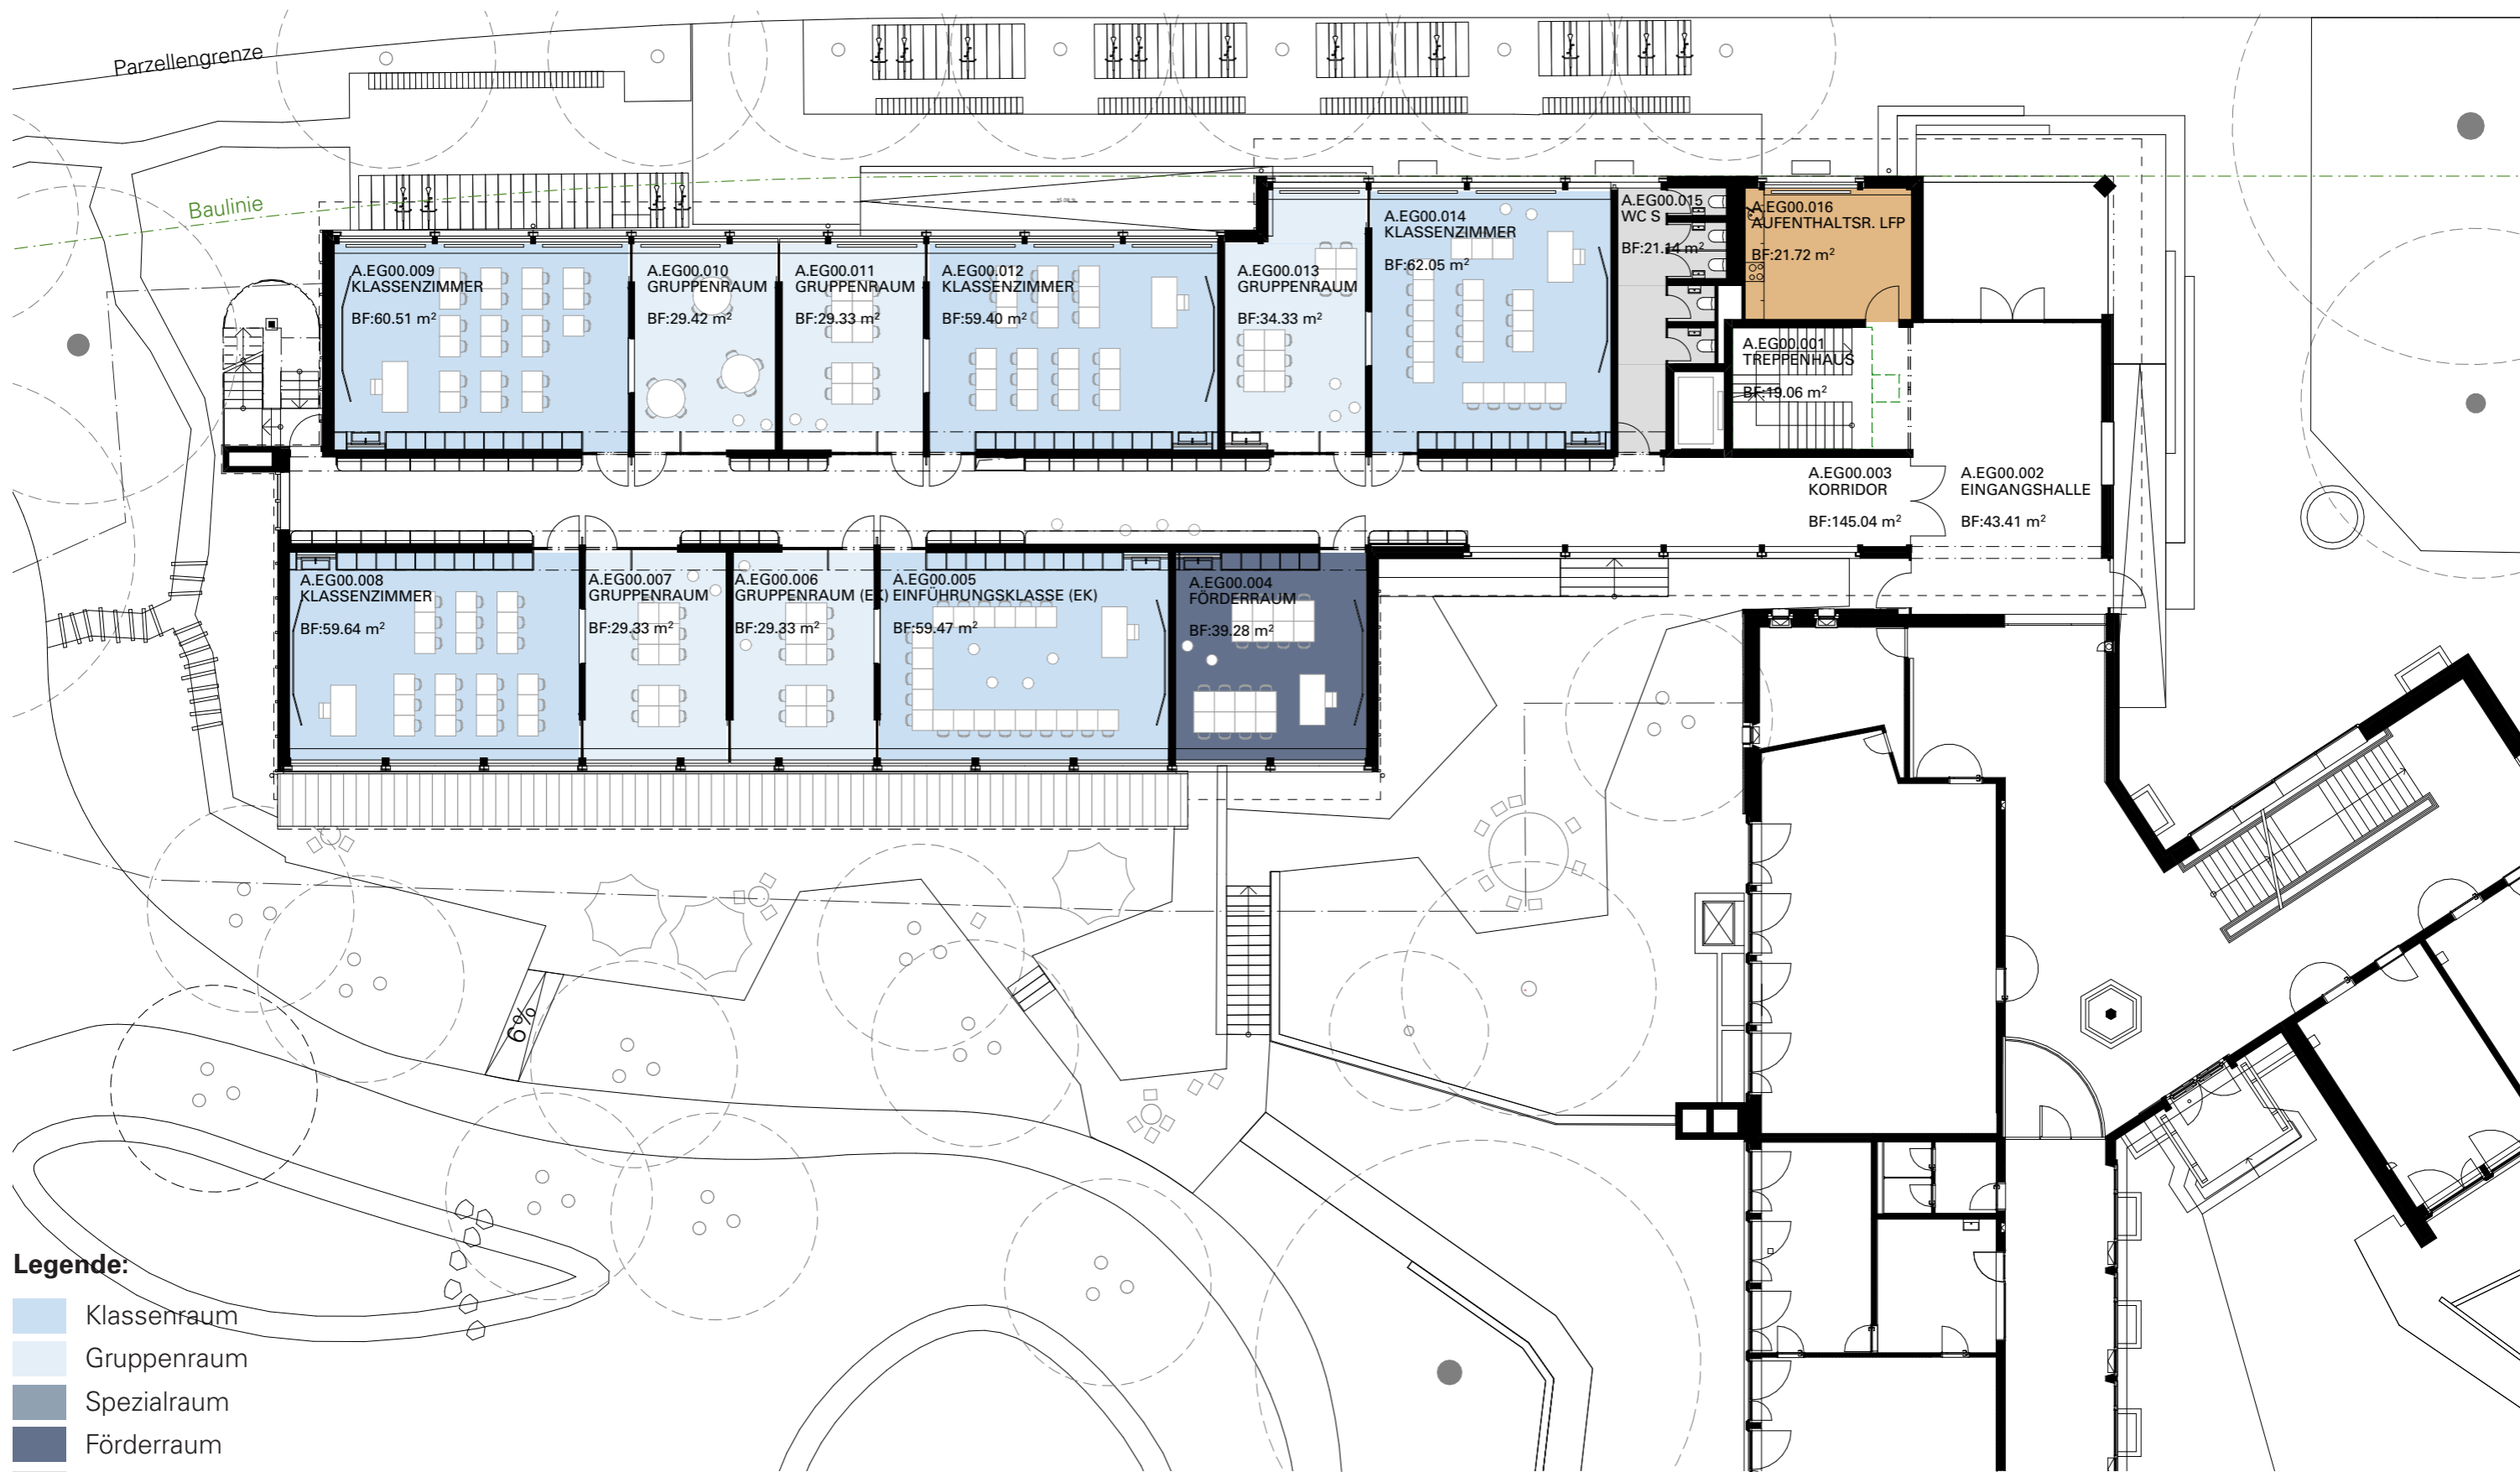 Parzellengrenze
Baulinie
A.EG00.009
KLASSENZIMMER
BF:60.51 m²
A.EG00.010
GRUPPENRAUM
BF:29.42 m²
A.EG00.011
GRUPPENRAUM
BF:29.33 m²
A.EG00.012
KLASSENZIMMER
BF:59.40 m²
A.EG00.013
GRUPPENRAUM
BF:34.33 m²
A.EG00.014
KLASSENZIMMER
BF:62.05 m²
A.EG00.015
WC S
BF:21.14 m²
A.EG00.016
AUFENTHALTSR. LFP
BF:21.72 m²
A.EG00.001
TREPPENHAUS
BF:19.06 m²
A.EG00.003
KORRIDOR
BF:145.04 m²
A.EG00.002
EINGANGSHALLE
BF:43.41 m²
A.EG00.008
KLASSENZIMMER
BF:59.64 m²
A.EG00.007
GRUPPENRAUM
BF:29.33 m²
A.EG00.006
GRUPPENRAUM (EK)
BF:29.33 m²
A.EG00.005
EINFÜHRUNGSKLASSE (EK)
BF:59.47 m²
A.EG00.004
FÖRDERRAUM
BF:39.28 m²
6%
Legende:
Klassenraum
Gruppenraum
Spezialraum
Förderraum